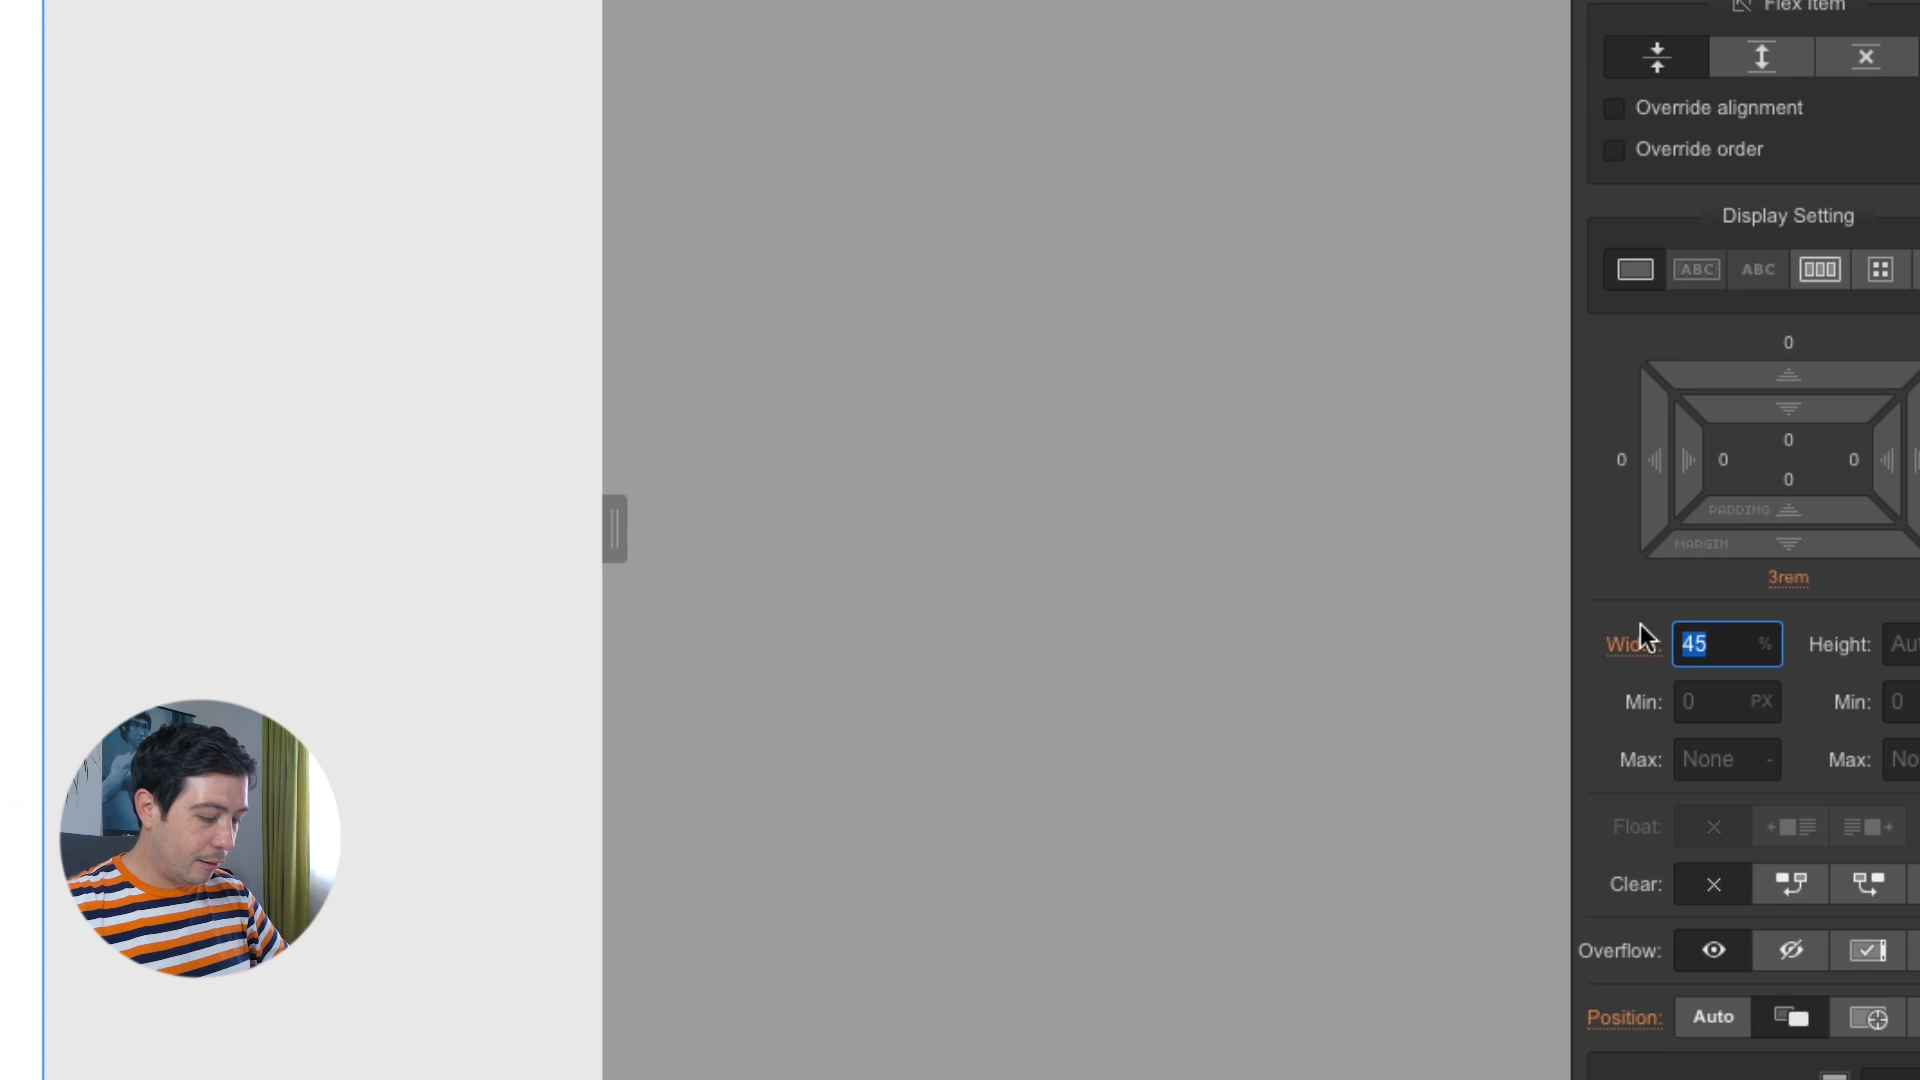 Flex Item
Override alignment
Override order
Display Setting
ABC ABC
0
0
0 0 0
0
PADDING
MARGIN
3rem
45 % Height:
Min: 0 PX Min: 0
Max: None - Max:
Float:
Clear:
Overflow:
Position: Auto